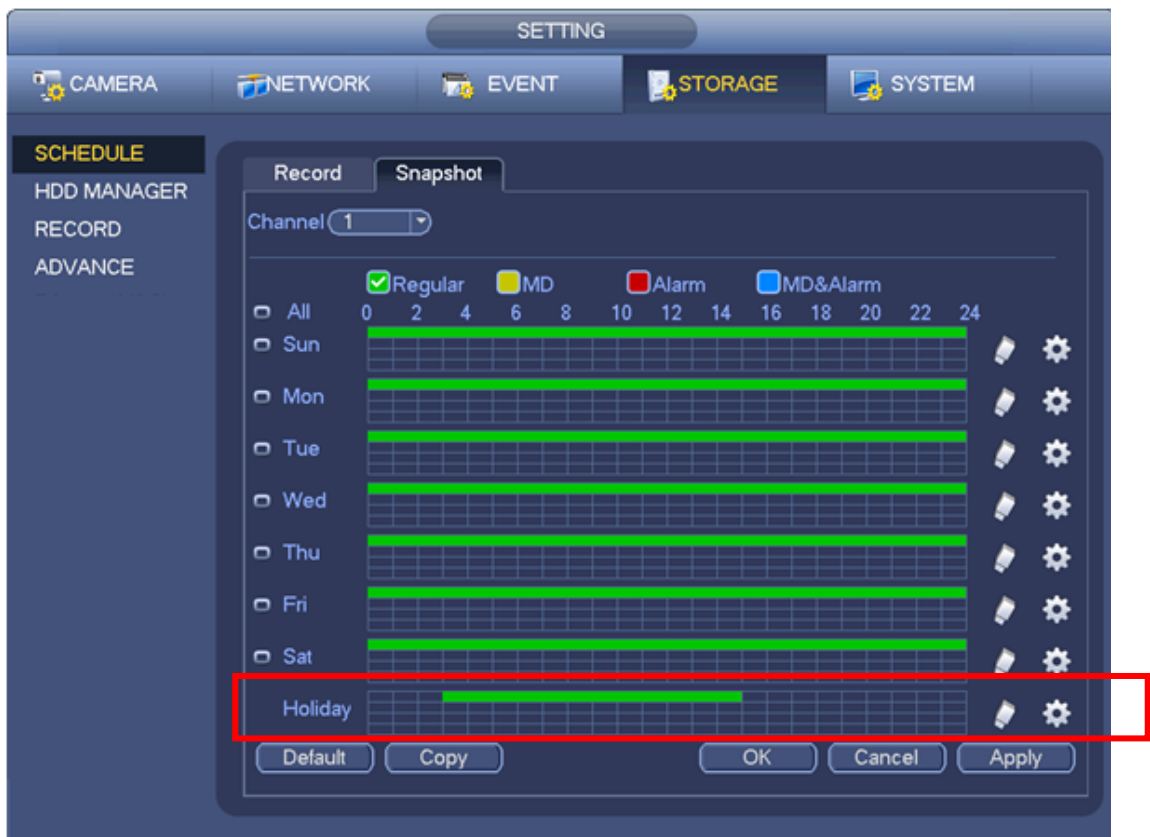 SETTING
CAMERA NETWORK EVENT STORAGE SYSTEM
SCHEDULE
HDD MANAGER
RECORD
ADVANCE
Record Snapshot
Channel 1
Regular MD Alarm MD&Alarm
All 0 2 4 6 8 10 12 14 16 18 20 22 24
Sun
Mon
Tue
Wed
Thu
Fri
Sat
Holiday
Default Copy OK Cancel Apply